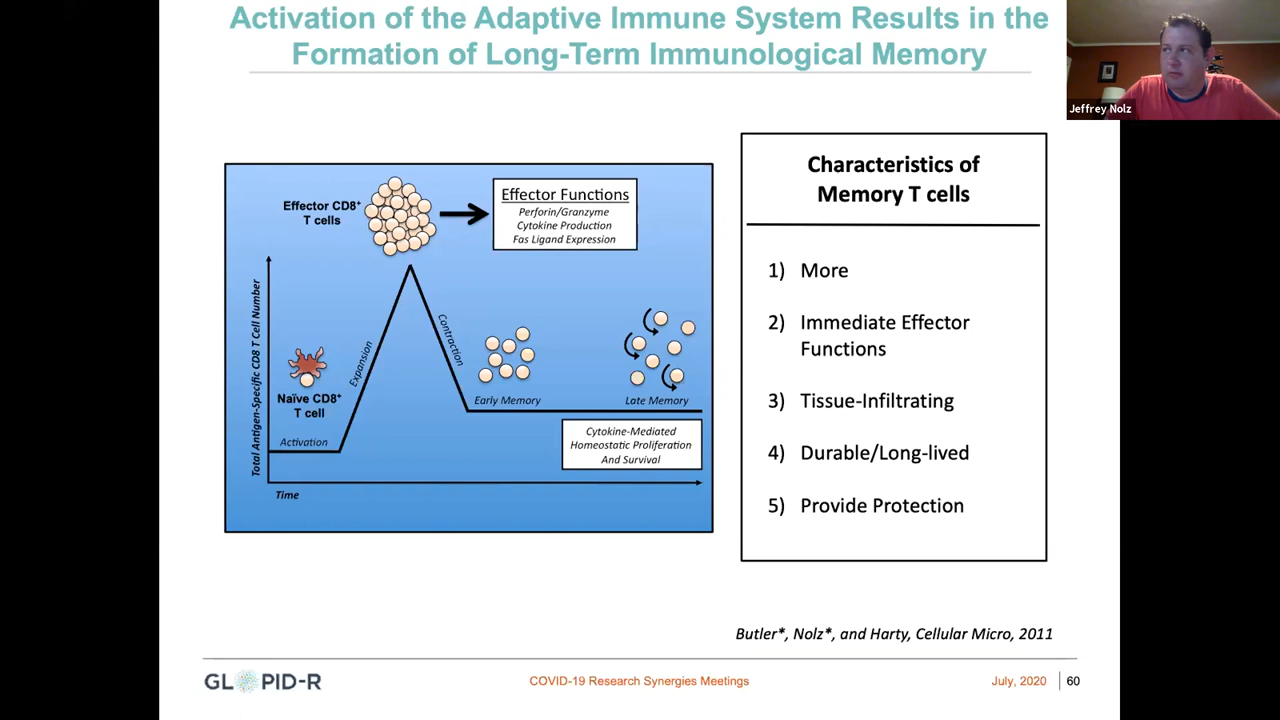 Activation of the Adaptive Immune System Results in the
Formation of Long-Term Immunological Memory
Jeffrey Nolz
Effector CD8⁺
T cells
Effector Functions
Perforin/Granzyme
Cytokine Production
Fas Ligand Expression
Total Antigen-Specific CD8 T Cell Number
Naïve CD8⁺
T cell
Activation
Expansion
Contraction
Early Memory
Late Memory
Cytokine-Mediated
Homeostatic Proliferation
And Survival
Time
Characteristics of
Memory T cells
1) More
2) Immediate Effector
Functions
3) Tissue-Infiltrating
4) Durable/Long-lived
5) Provide Protection
Butler*, Nolz*, and Harty, Cellular Micro, 2011
GLOPID-R
COVID-19 Research Synergies Meetings
July, 2020
60